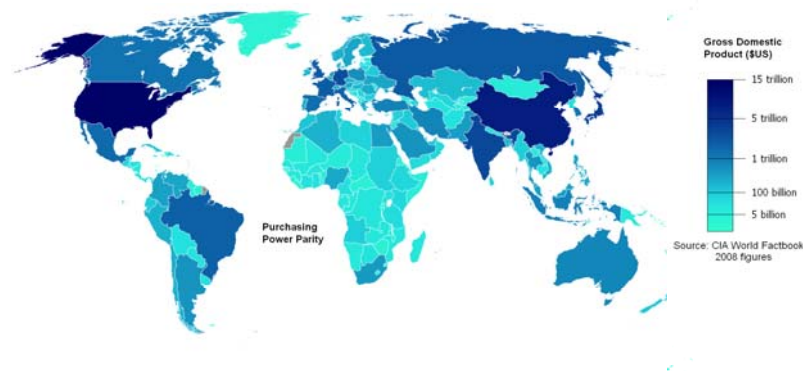 Gross Domestic
Product ($US)
15 trillion
5 trillion
1 trillion
100 billion
5 billion
Source: CIA World Factbook
2008 figures
Purchasing
Power Parity